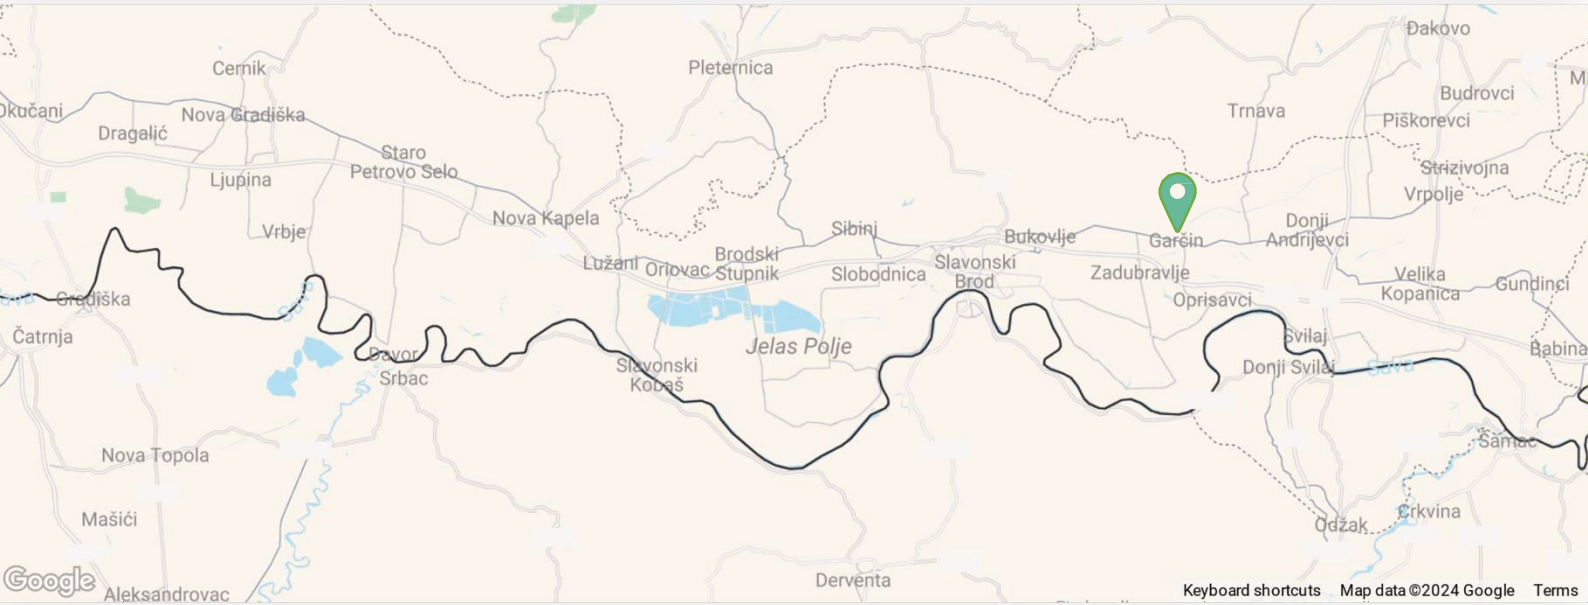 Đakovo
Cernik
Pleternica
Budrovci
Okučani
Nova Gradiška
Trnava
Piškorevci
Dragalić
Staro
Petrovo Selo
Strizivojna
Ljupina
Vrpolje
Nova Kapela
Donji
Andrijevci
Vrbje
Sibinj
Bukovlje
Garčin
Brodski
Stupnik
Lužani
Oriovac
Slobodnica
Slavonski
Brod
Zadubravlje
Velika
Kopanica
Gundinci
Gradiška
Oprisavci
Čatrnja
Svilaj
Jelas Polje
Davor
Srbac
Slavonski
Kobaš
Donji Svilaj
Sava
Babina
Šamac
Nova Topola
Mašići
Odžak
Crkvina
Derventa
Aleksandrovac
Google
Keyboard shortcuts
Map data ©2024 Google
Terms